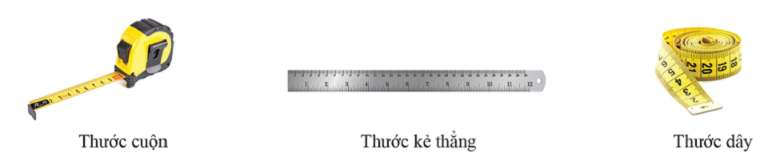 Thước cuộn
Thước kẻ thẳng
Thước dây